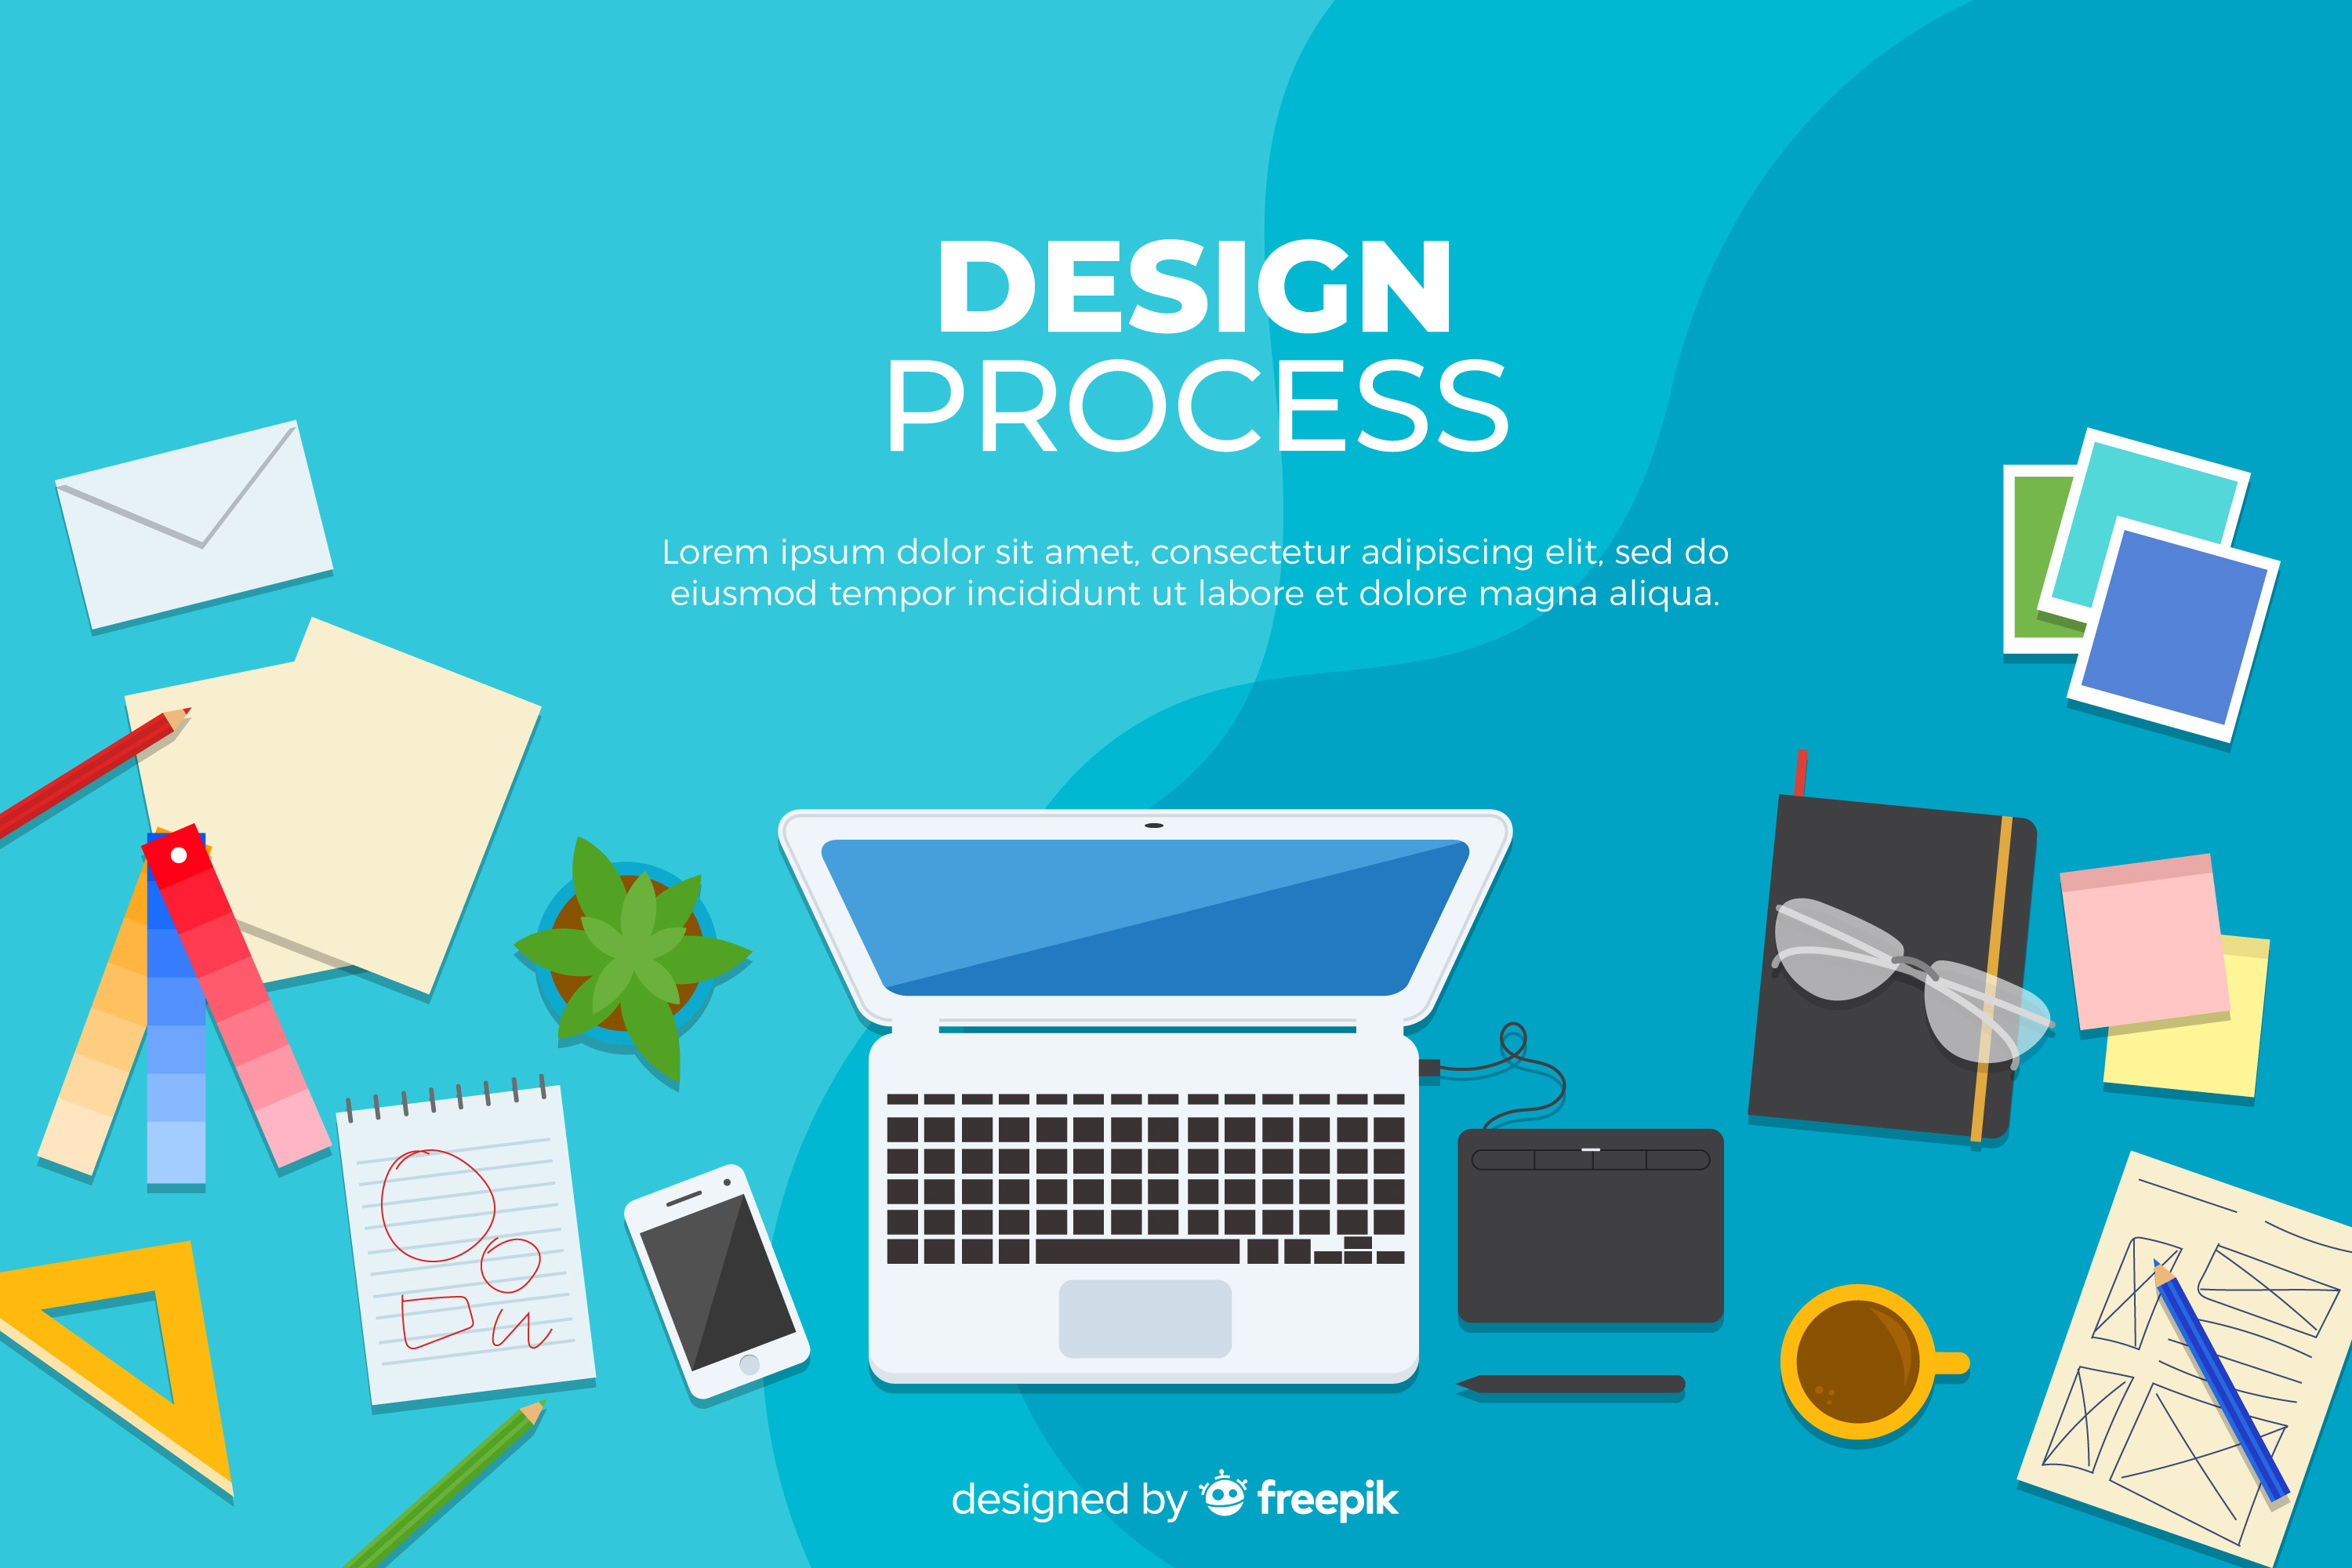 DESIGN
PROCESS
Lorem ipsum dolor sit amet, consectetur adipiscing elit, sed do
eiusmod tempor incididunt ut labore et dolore magna aliqua.
designed by freepik